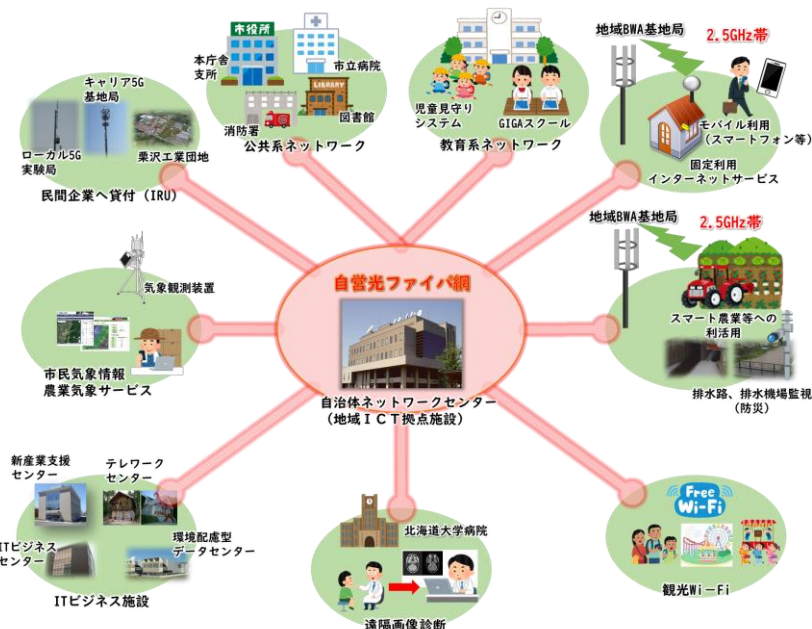 市役所
本庁舎
支所
市立病院
LIBRARY
消防署
図書館
公共系ネットワーク
児童見守り
システム
GIGAスクール
教育系ネットワーク
地域BWA基地局
2.5GHz帯
モバイル利用
(スマートフォン等)
固定利用
インターネットサービス
キャリア5G
基地局
ローカル5G
実験局
栗沢工業団地
民間企業へ貸付(IRU)
地域BWA基地局
2.5GHz帯
スマート農業等への
利活用
排水路、排水機場監視
(防災)
気象観測装置
市民気象情報
農業気象サービス
自営光ファイバ網
自治体ネットワークセンター
(地域ICT拠点施設)
新産業支援
センター
テレワーク
センター
ITビジネス
センター
環境配慮型
データセンター
ITビジネス施設
北海道大学病院
遠隔画像診断
Free
Wi-Fi
観光Wi-Fi